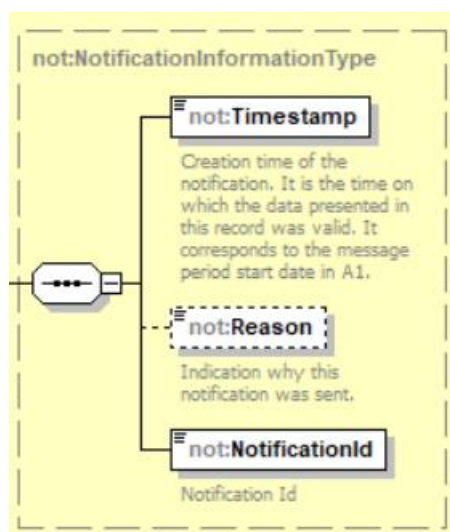 not:NotificationInformationType
not:Timestamp
Creation time of the
notification. It is the time on
which the data presented in
this record was valid. It
corresponds to the message
period start date in A1.
not:Reason
Indication why this
notification was sent.
not:NotificationId
Notification Id